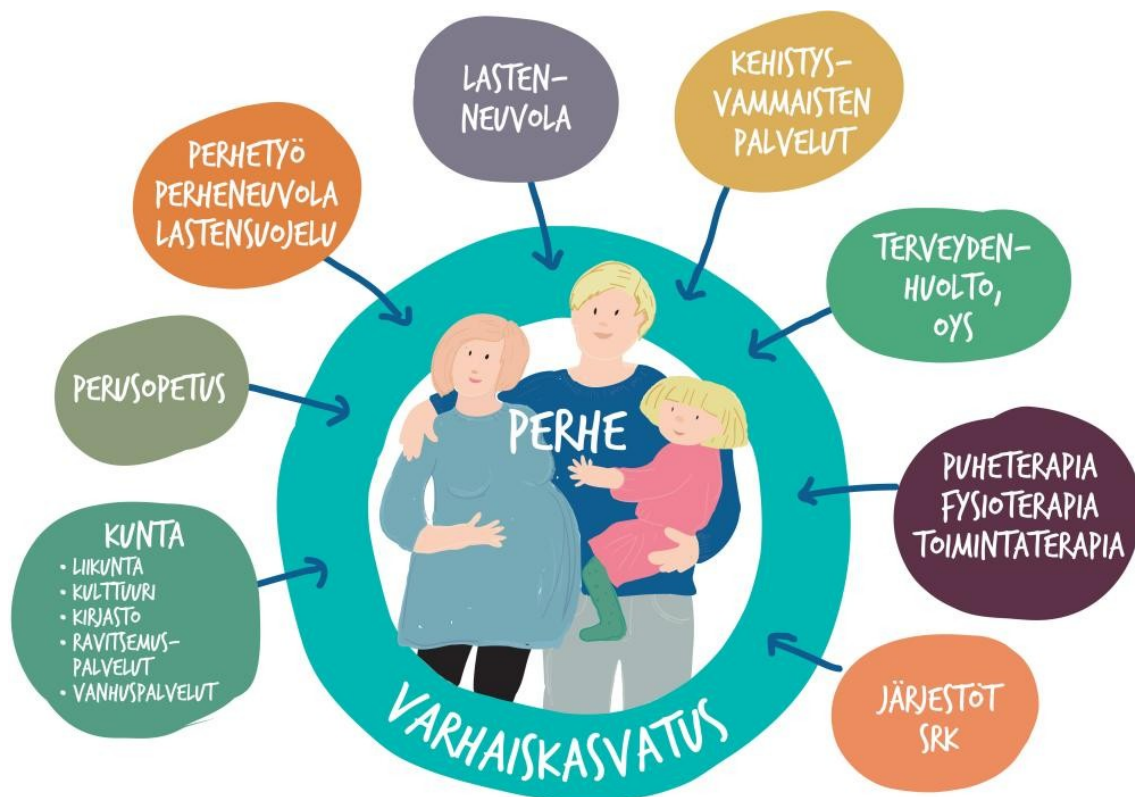 LASTEN-
NEUVOLA
KEHISTYS-
VAMMAISTEN
PALVELUT
PERHETYÖ
PERHENEUVOLA
LASTENSUOJELU
TERVEYDEN-
HUOLTO,
OYS
PERUSOPETUS
PERHE
PUHETERAPIA
FYSIOTERAPIA
TOIMINTATERAPIA
KUNTA
• LIIKUNTA
• KULTTUURI
• KIRJASTO
• RAVITSEMUS-
PALVELUT
• VANHUSPALVELUT
JÄRJESTÖT
SRK
VARHAISKASVATUS